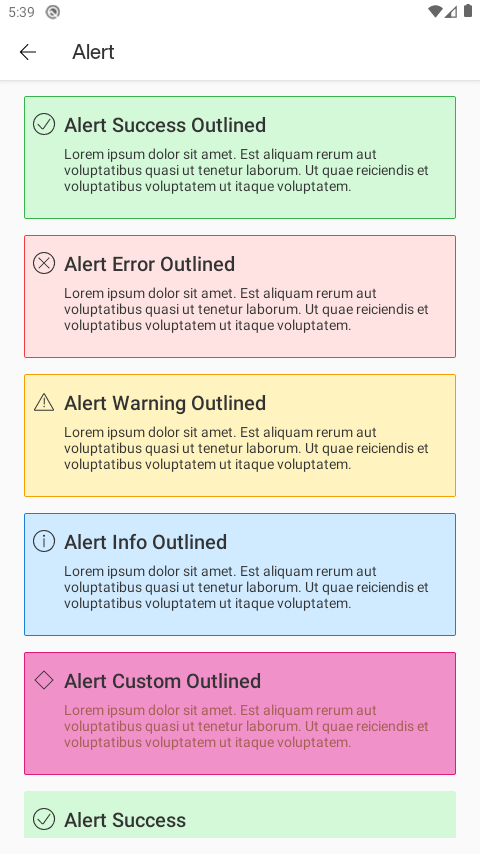 5:39
Alert
Alert Success Outlined
Lorem ipsum dolor sit amet. Est aliquam rerum aut
voluptatibus quasi ut tenetur laborum. Ut quae reiciendis et
voluptatibus voluptatem ut itaque voluptatem.
Alert Error Outlined
Lorem ipsum dolor sit amet. Est aliquam rerum aut
voluptatibus quasi ut tenetur laborum. Ut quae reiciendis et
voluptatibus voluptatem ut itaque voluptatem.
Alert Warning Outlined
Lorem ipsum dolor sit amet. Est aliquam rerum aut
voluptatibus quasi ut tenetur laborum. Ut quae reiciendis et
voluptatibus voluptatem ut itaque voluptatem.
Alert Info Outlined
Lorem ipsum dolor sit amet. Est aliquam rerum aut
voluptatibus quasi ut tenetur laborum. Ut quae reiciendis et
voluptatibus voluptatem ut itaque voluptatem.
Alert Custom Outlined
Lorem ipsum dolor sit amet. Est aliquam rerum aut
voluptatibus quasi ut tenetur laborum. Ut quae reiciendis et
voluptatibus voluptatem ut itaque voluptatem.
Alert Success